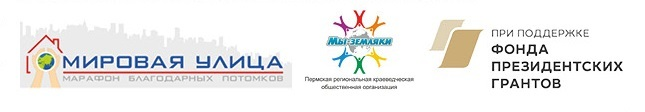 МИРОВАЯ УЛИЦА
МАРАФОН БЛАГОДАРНЫХ ПОТОМКОВ
МЫ-ЗЕМЛЯКИ
Пермская региональная краеведческая
общественная организация
ПРИ ПОДДЕРЖКЕ
ФОНДА
ПРЕЗИДЕНТСКИХ
ГРАНТОВ